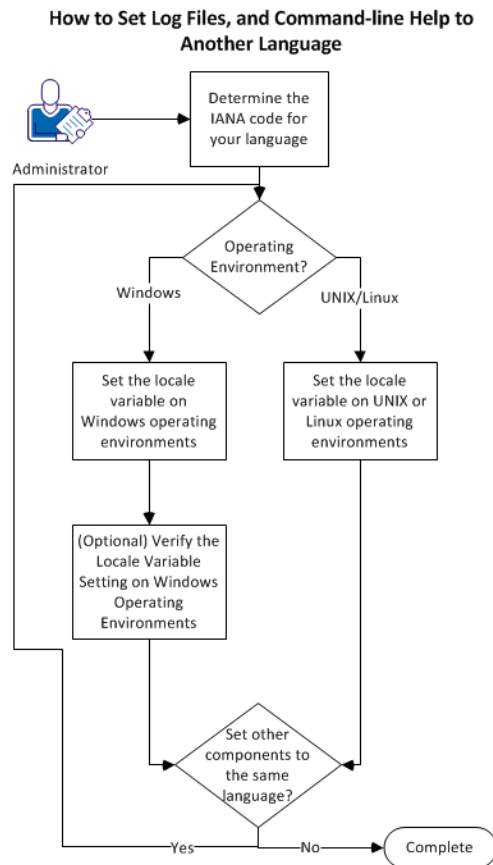 How to Set Log Files, and Command-line Help to
Another Language
Determine the
IANA code for
your language
Administrator
Operating
Environment?
Windows
UNIX/Linux
Set the locale
variable on
Windows operating
environments
Set the locale
variable on UNIX or
Linux operating
environments
(Optional) Verify the
Locale Variable
Setting on Windows
Operating
Environments
Set other
components to
the same
language?
Yes
No
Complete